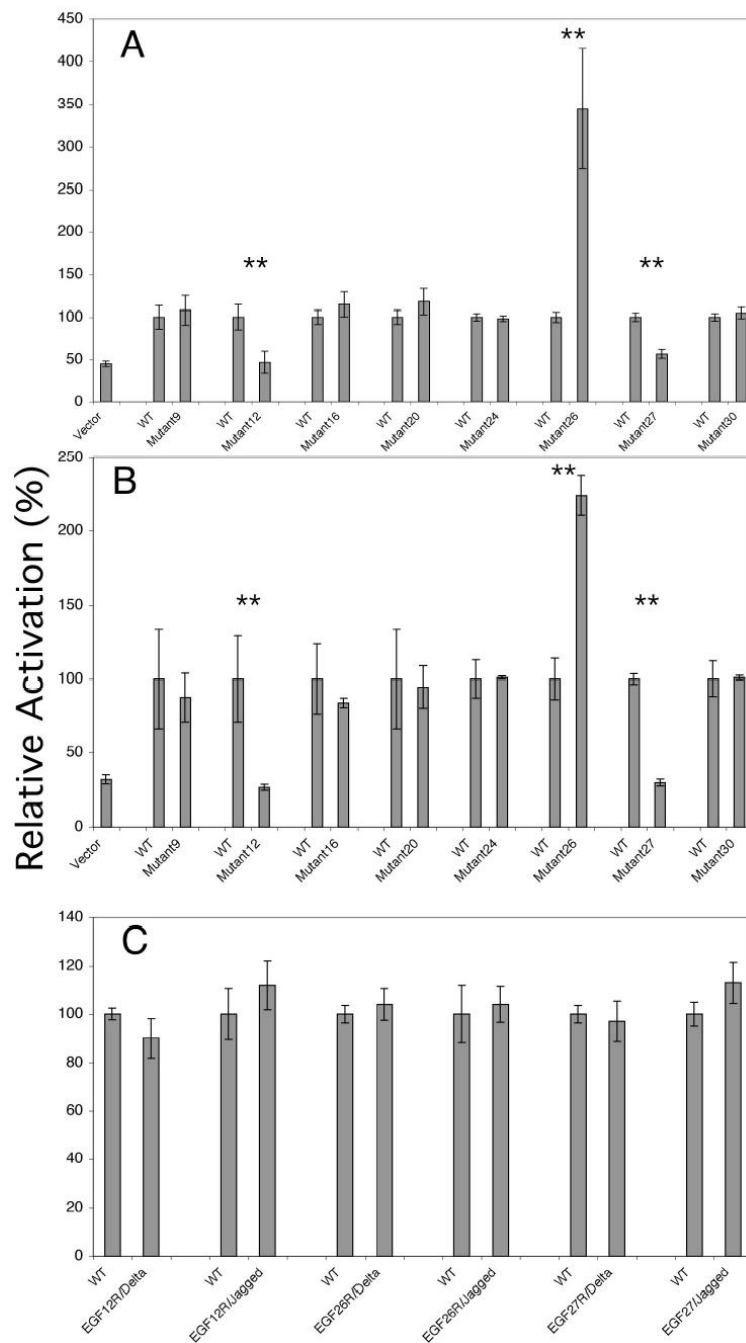 Relative Activation (%)
A
450
400
350
300
250
200
150
100
50
0
**
**
**
Vector
WT
Mutant9
WT
Mutant12
WT
Mutant16
WT
Mutant20
WT
Mutant24
WT
Mutant26
WT
Mutant27
WT
Mutant30
B
250
200
150
100
50
0
**
**
**
Vector
WT
Mutant9
WT
Mutant12
WT
Mutant16
WT
Mutant20
WT
Mutant24
WT
Mutant26
WT
Mutant27
WT
Mutant30
C
140
120
100
80
60
40
20
0
WT
EGF12R/Delta
WT
EGF12R/Jagged
WT
EGF26R/Delta
WT
EGF26R/Jagged
WT
EGF27R/Delta
WT
EGF27/Jagged